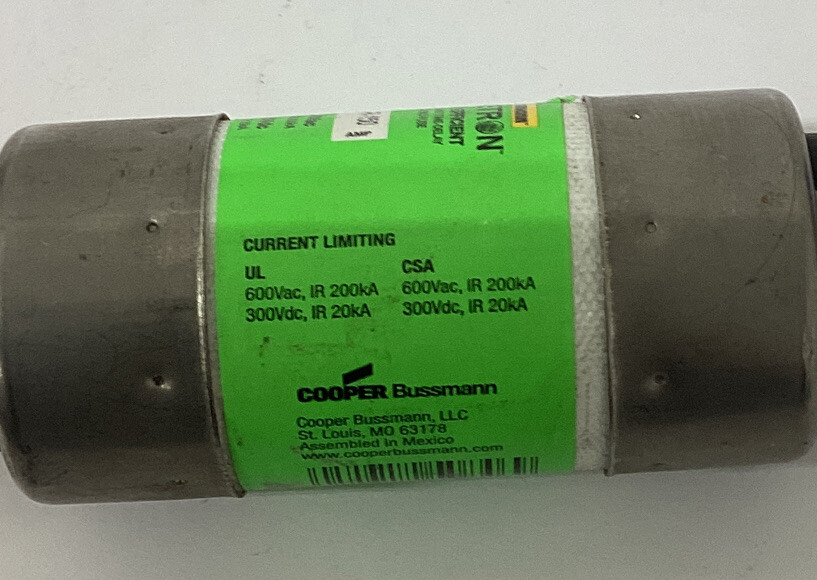 CURRENT LIMITING
UL
600Vac, IR 200kA
300Vdc, IR 20kA
CSA
600Vac, IR 200kA
300Vdc, IR 20kA
COOPER Bussmann
Cooper Bussmann, LLC
St. Louis, MO 63178
Assembled in Mexico
www.cooperbussmann.com
AMP